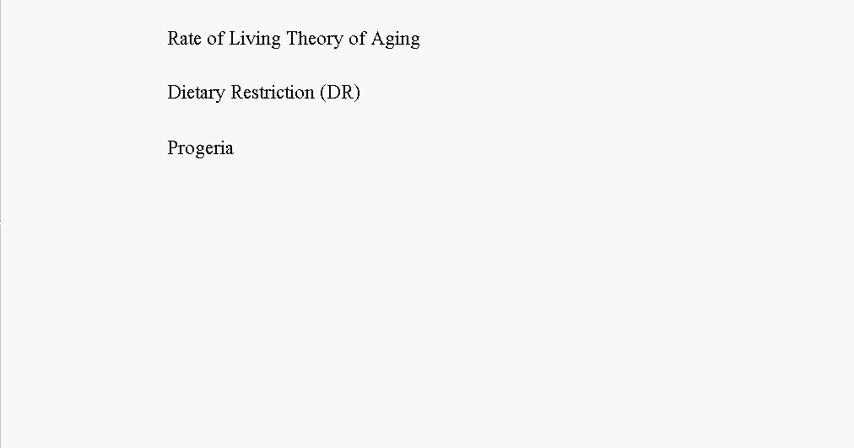 Rate of Living Theory of Aging
Dietary Restriction (DR)
Progeria